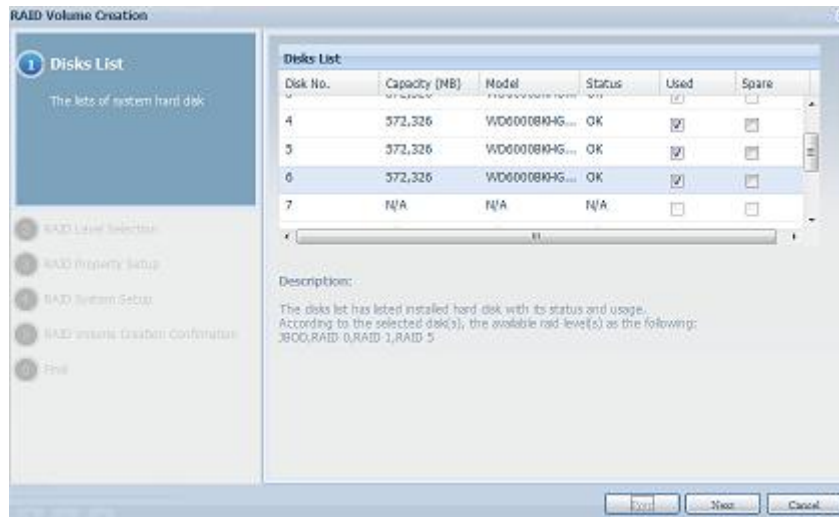 RAID Volume Creation
1 Disks List
The lists of system hard disk
RAID Level Selection
RAID Property Setup
RAID System Setup
RAID Volume Creation Confirmation
Disks List
Disk No. Capacity (MB) Model Status Used Spare
4 572,326 WD6000BKHG... OK
5 572,326 WD6000BKHG... OK
6 572,326 WD6000BKHG... OK
7 N/A N/A N/A
Description:
The disks list has listed installed hard disk with its status and usage.
According to the selected disk(s), the available raid level(s) as the following:
JBOD,RAID 0,RAID 1,RAID 5
Next Cancel